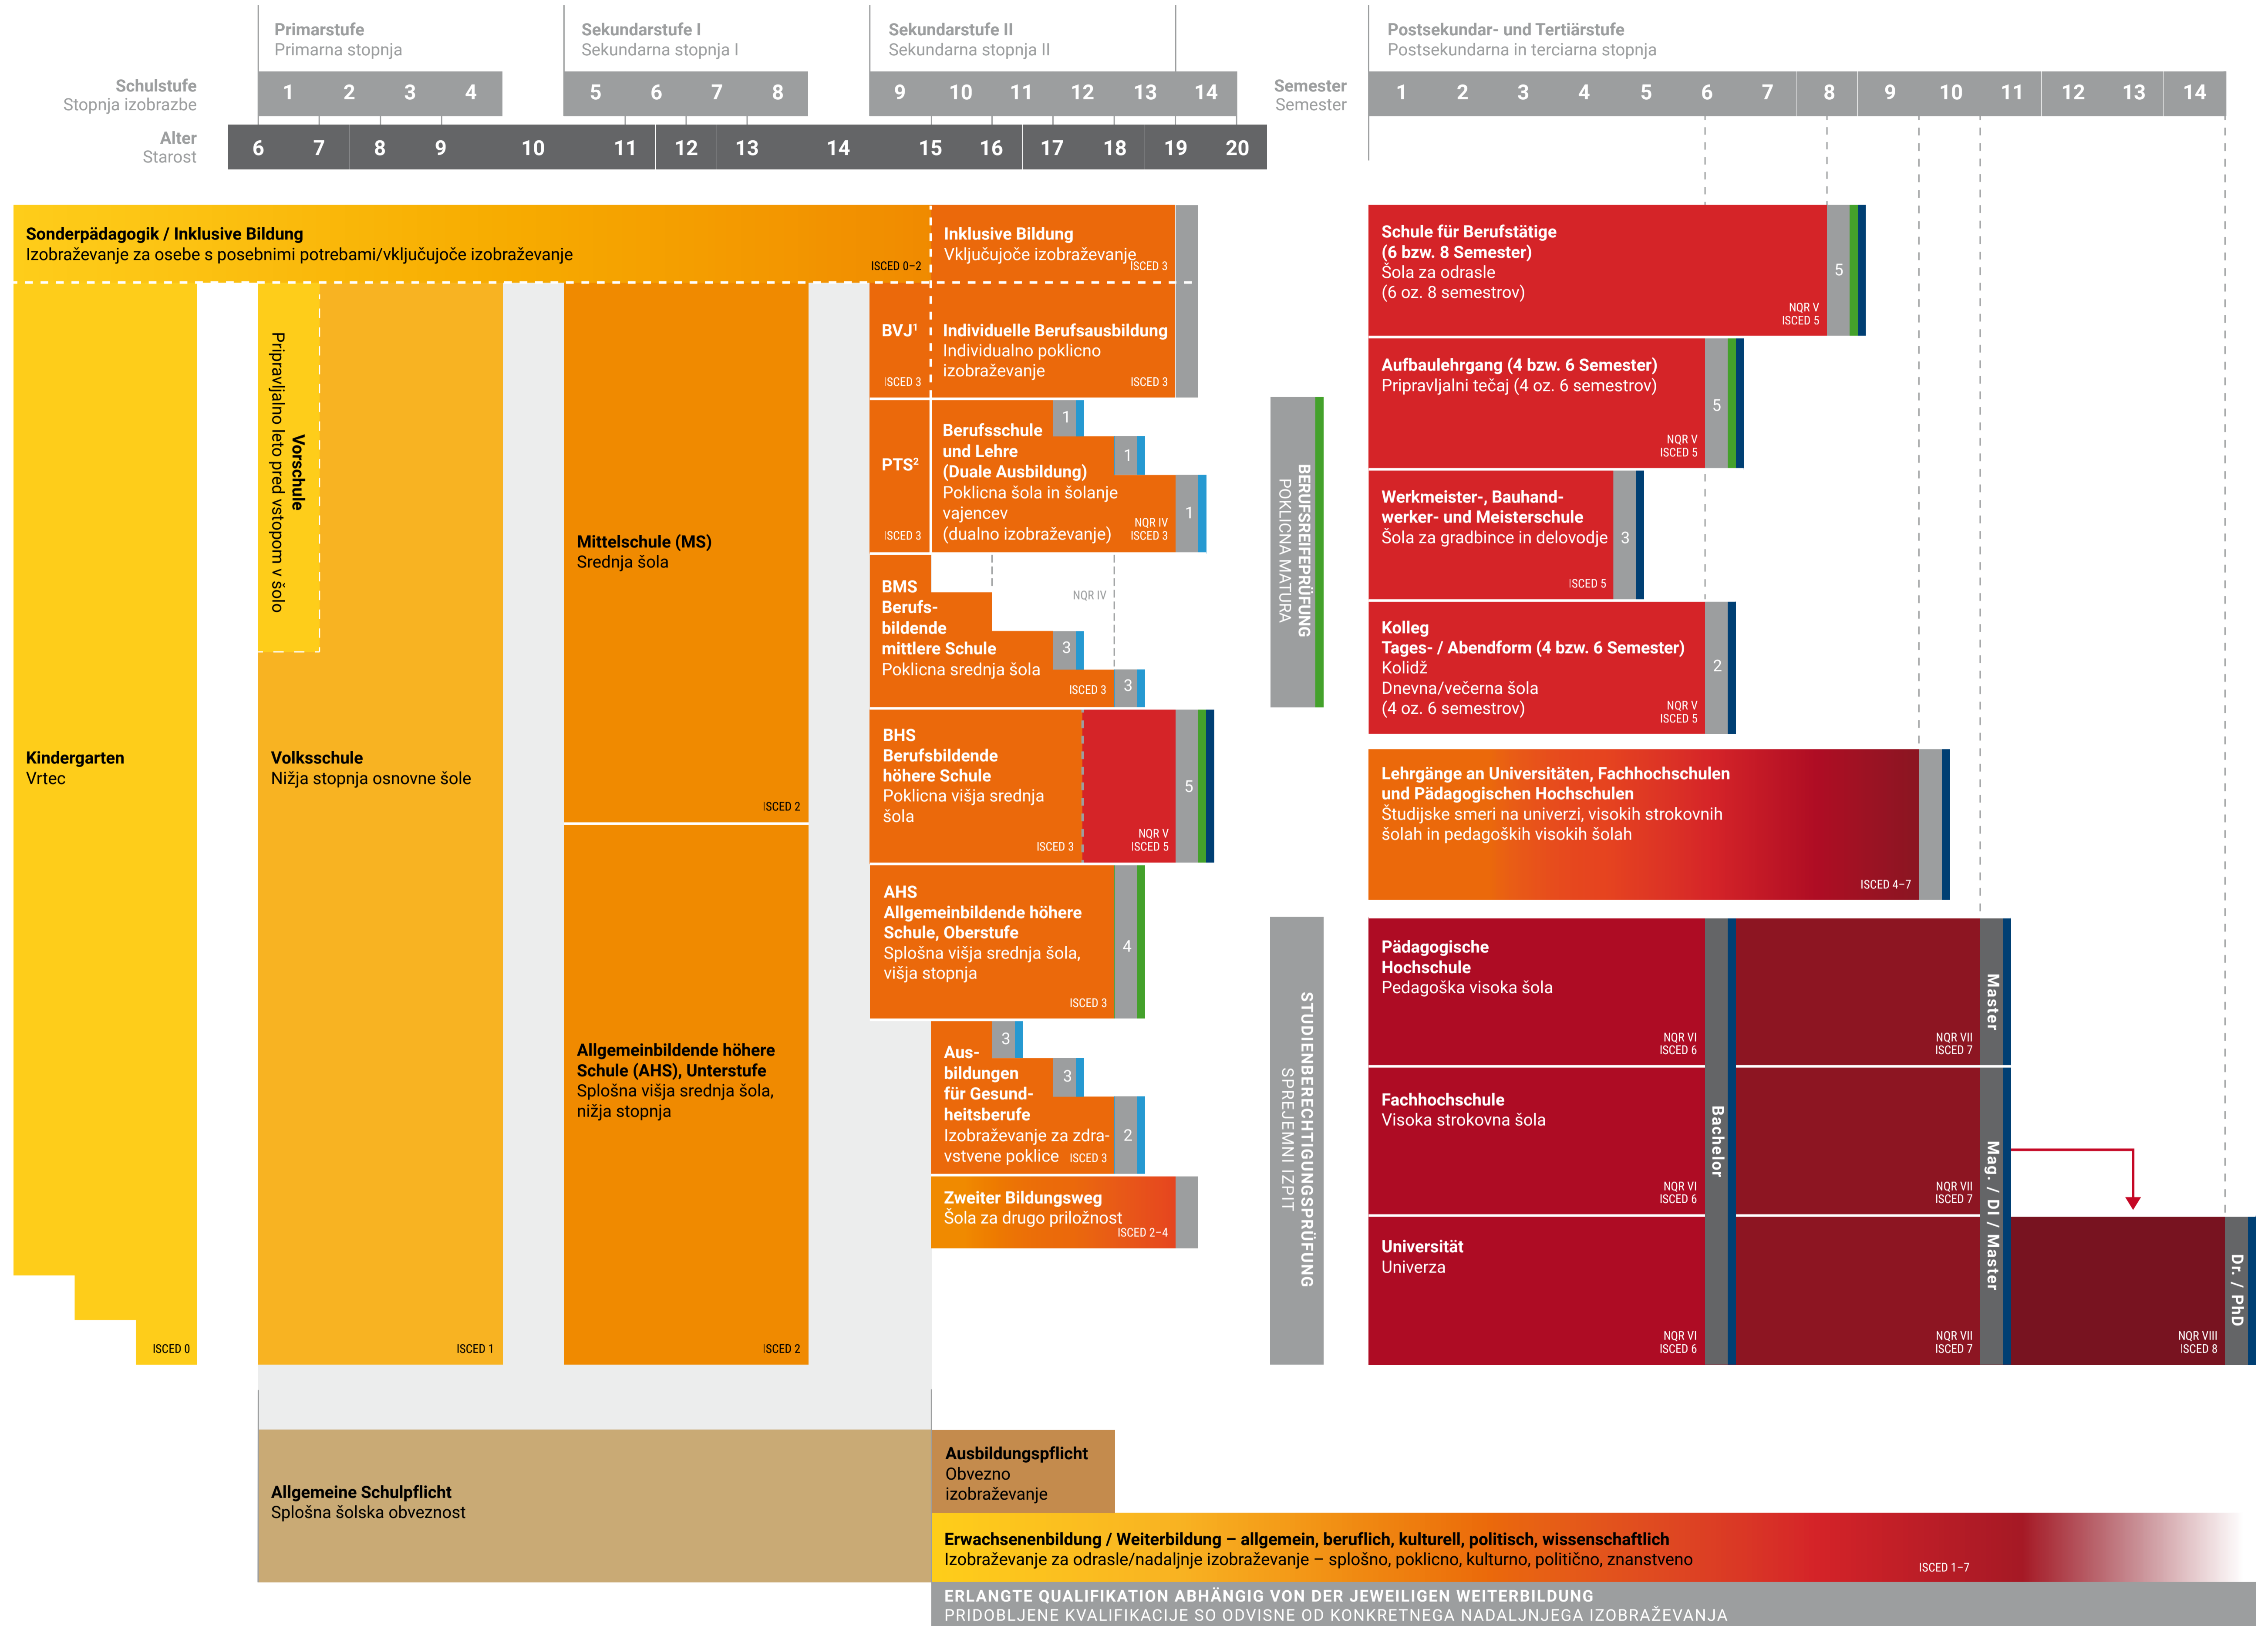 Primarstufe
Primarna stopnja
Sekundarstufe I
Sekundarna stopnja I
Sekundarstufe II
Sekundarna stopnja II
Postsekundar- und Tertiärstufe
Postsekundarna in terciarna stopnja
Schulstufe
Stopnja izobrazbe
1 2 3 4 5 6 7 8 9 10 11 12 13 14
Semester
Semester
1 2 3 4 5 6 7 8 9 10 11 12 13 14
Alter
Starost
6 7 8 9 10 11 12 13 14 15 16 17 18 19 20
Sonderpädagogik / Inklusive Bildung
Izobraževanje za osebe s posebnimi potrebami/vključujoče izobraževanje
ISCED 0–2
Inklusive Bildung
Vključujoče izobraževanje
ISCED 3
Kindergarten
Vrtec
ISCED 0
Vorschule
Pripravljalno leto pred vstopom v šolo
Volksschule
Nižja stopnja osnovne šole
ISCED 1
Mittelschule (MS)
Srednja šola
ISCED 2
Allgemeinbildende höhere
Schule (AHS), Unterstufe
Splošna višja srednja šola,
nižja stopnja
ISCED 2
BVJ¹
ISCED 3
Individuelle Berufsausbildung
Individualno poklicno
izobraževanje
ISCED 3
PTS²
ISCED 3
Berufsschule
und Lehre
(Duale Ausbildung)
Poklicna šola in šolanje
vajencev
(dualno izobraževanje)
NQR IV
ISCED 3
1
1
1
BMS
Berufs-
bildende
mittlere Schule
Poklicna srednja šola
ISCED 3
NQR IV
3
3
BHS
Berufsbildende
höhere Schule
Poklicna višja srednja
šola
ISCED 3
NQR V
ISCED 5
5
AHS
Allgemeinbildende höhere
Schule, Oberstufe
Splošna višja srednja šola,
višja stopnja
ISCED 3
4
Aus-
bildungen
für Gesund-
heitsberufe
Izobraževanje za zdra-
vstvene poklice
ISCED 3
3
3
2
Zweiter Bildungsweg
Šola za drugo priložnost
ISCED 2–4
BERUFSREIFEPRÜFUNG
POKLICNA MATURA
STUDIENBERECHTIGUNGSPRÜFUNG
SPREJEMNI IZPIT
Schule für Berufstätige
(6 bzw. 8 Semester)
Šola za odrasle
(6 oz. 8 semestrov)
NQR V
ISCED 5
5
Aufbaulehrgang (4 bzw. 6 Semester)
Pripravljalni tečaj (4 oz. 6 semestrov)
NQR V
ISCED 5
5
Werkmeister-, Bauhand-
werker- und Meisterschule
Šola za gradbince in delovodje
ISCED 5
3
Kolleg
Tages- / Abendform (4 bzw. 6 Semester)
Kolidž
Dnevna/večerna šola
(4 oz. 6 semestrov)
NQR V
ISCED 5
2
Lehrgänge an Universitäten, Fachhochschulen
und Pädagogischen Hochschulen
Študijske smeri na univerzi, visokih strokovnih
šolah in pedagoških visokih šolah
ISCED 4–7
Pädagogische
Hochschule
Pedagoška visoka šola
NQR VI
ISCED 6
NQR VII
ISCED 7
Master
Fachhochschule
Visoka strokovna šola
NQR VI
ISCED 6
Bachelor
NQR VII
ISCED 7
Mag. / DI / Master
Universität
Univerza
NQR VI
ISCED 6
NQR VII
ISCED 7
NQR VIII
ISCED 8
Dr. / PhD
Allgemeine Schulpflicht
Splošna šolska obveznost
Ausbildungspflicht
Obvezno
izobraževanje
Erwachsenenbildung / Weiterbildung – allgemein, beruflich, kulturell, politisch, wissenschaftlich
Izobraževanje za odrasle/nadaljnje izobraževanje – splošno, poklicno, kulturno, politično, znanstveno
ISCED 1–7
ERLANGTE QUALIFIKATION ABHÄNGIG VON DER JEWEILIGEN WEITERBILDUNG
PRIDOBLJENE KVALIFIKACIJE SO ODVISNE OD KONKRETNEGA NADALJNJEGA IZOBRAŽEVANJA